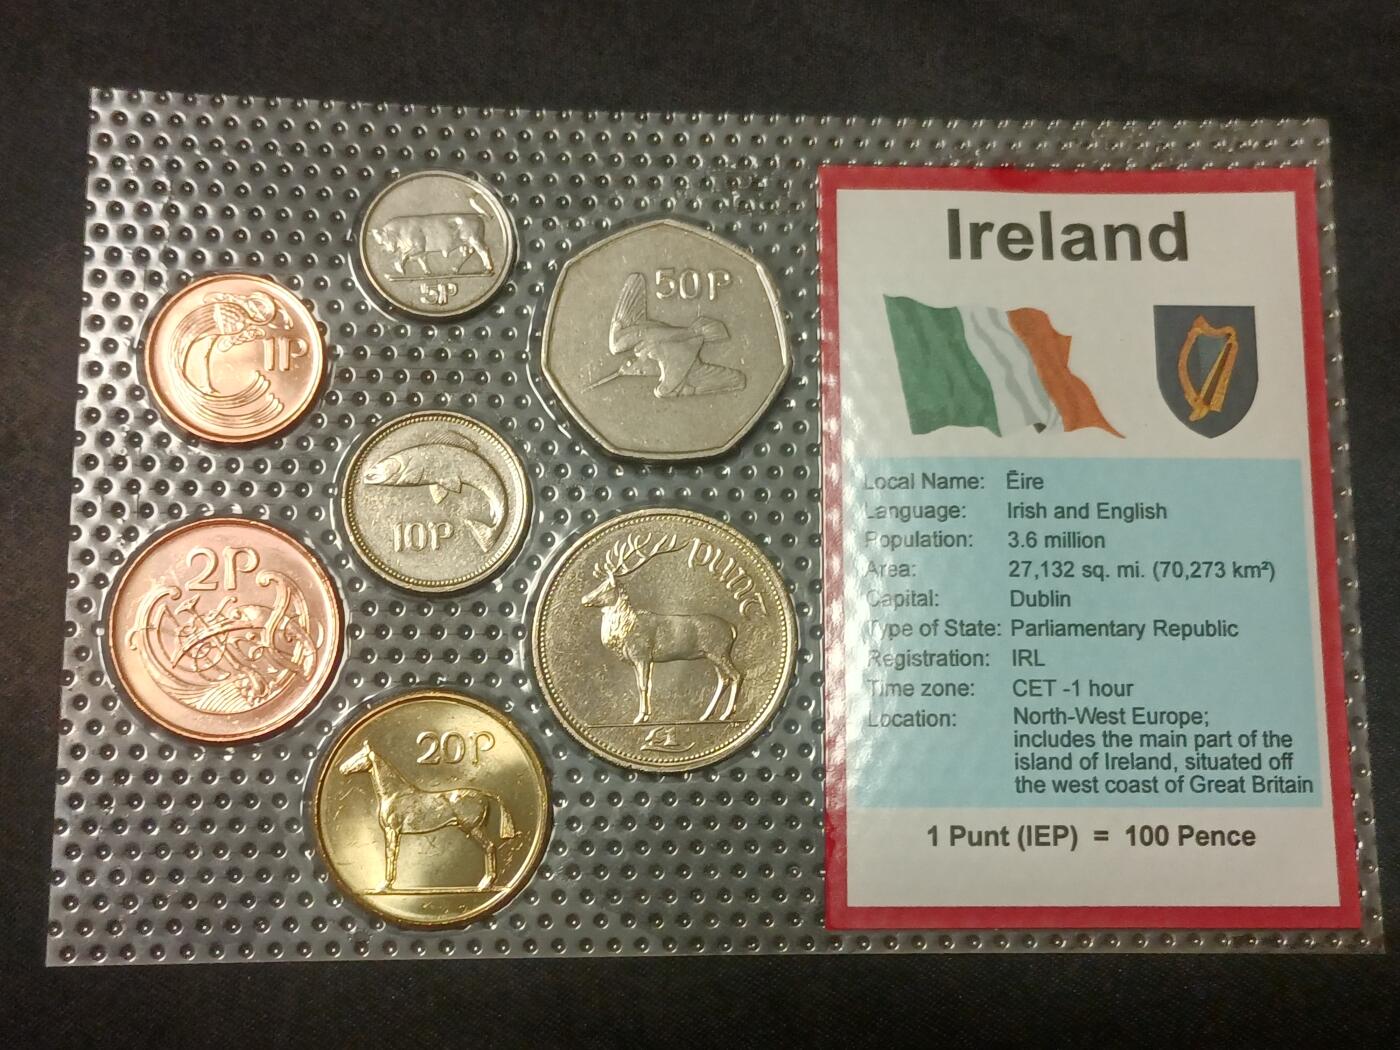 5P
1P
50P
10P
2P
punt
£1
20P
Ireland
Local Name: Éire
Language: Irish and English
Population: 3.6 million
Area: 27,132 sq. mi. (70,273 km²)
Capital: Dublin
Type of State: Parliamentary Republic
Registration: IRL
Time zone: CET -1 hour
Location: North-West Europe;
includes the main part of the
island of Ireland, situated off
the west coast of Great Britain
1 Punt (IEP) = 100 Pence